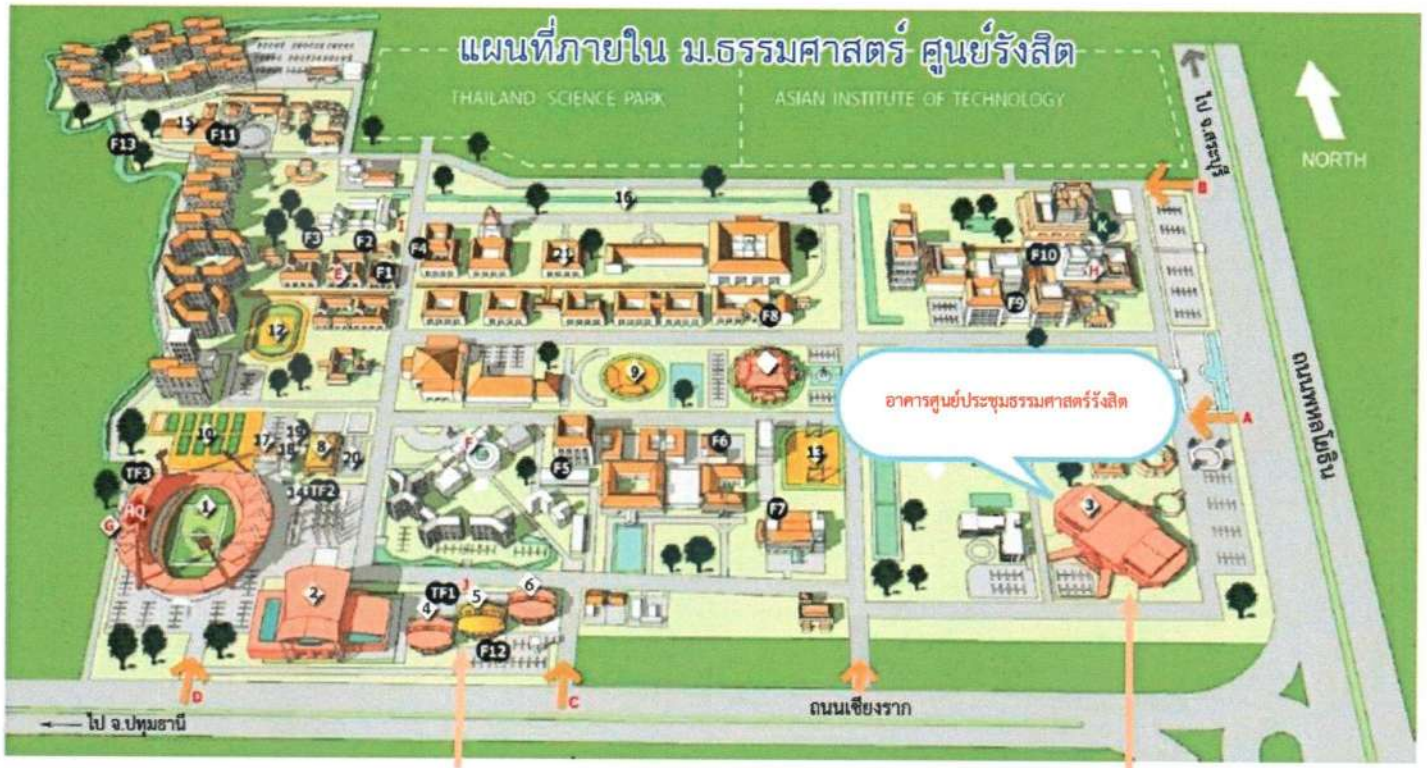 แผนที่ภายใน ม.ธรรมศาสตร์ ศูนย์รังสิต
THAILAND SCIENCE PARK
ASIAN INSTITUTE OF TECHNOLOGY
ไป จ.สระบุรี
NORTH
B
15
F11
F13
16
I
F3
F2
F4
E
F1
K
F10
H
F9
F8
12
9
อาคารศูนย์ประชุมธรรมศาสตร์รังสิต
A
ถนนพหลโยธิน
10
17
19
18
8
20
F
F5
F6
13
TF3
14
TF2
G
AQ
1
F7
3
2
4
TF1
J
5
6
F12
D
C
ถนนเชียงราก
ไป จ.ปทุมธานี